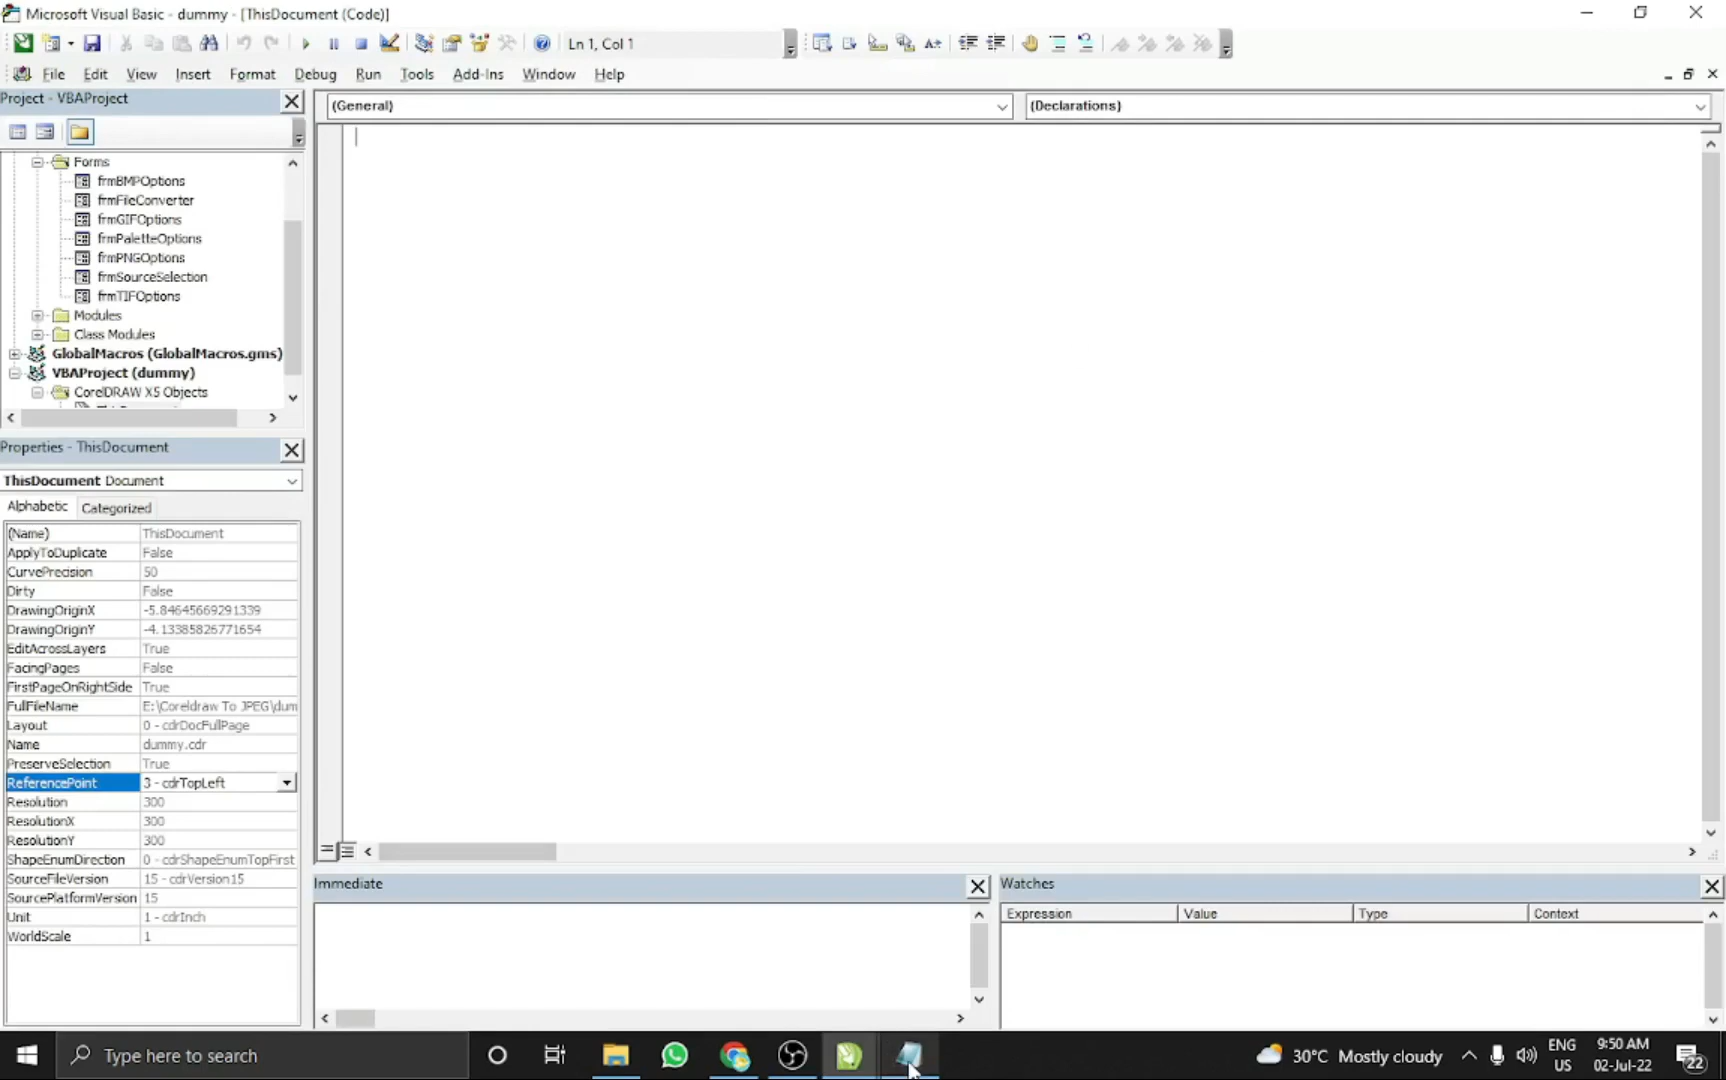 Microsoft Visual Basic - dummy - [ThisDocument (Code)]
Ln 1, Col 1
File Edit View Insert Format Debug Run Tools Add-Ins Window Help
Project - VBAProject
(General)
(Declarations)
Forms
frmBMPOptions
frmFileConverter
frmGIFOptions
frmPaletteOptions
frmPNGOptions
frmSourceSelection
frmTIFOptions
Modules
Class Modules
GlobalMacros (GlobalMacros.gms)
VBAProject (dummy)
CorelDRAW X5 Objects
Properties - ThisDocument
ThisDocument Document
Alphabetic Categorized
(Name) ThisDocument
ApplyToDuplicate False
CurvePrecision 50
Dirty False
DrawingOriginX -5.84645669291339
DrawingOriginY -4.13385826771654
EditAcrossLayers True
FacingPages False
FirstPageOnRightSide True
FullFileName E:\Coreldraw To JPEG\dum
Layout 0 - cdrDocFullPage
Name dummy.cdr
PreserveSelection True
ReferencePoint 3 - cdrTopLeft
Resolution 300
ResolutionX 300
ResolutionY 300
ShapeEnumDirection 0 - cdrShapeEnumTopFirst
SourceFileVersion 15 - cdrVersion15
SourcePlatformVersion 15
Unit 1 - cdrInch
WorldScale 1
Immediate
Watches
Expression Value Type Context
Type here to search
30°C Mostly cloudy
ENG
US
9:50 AM
02-Jul-22
22